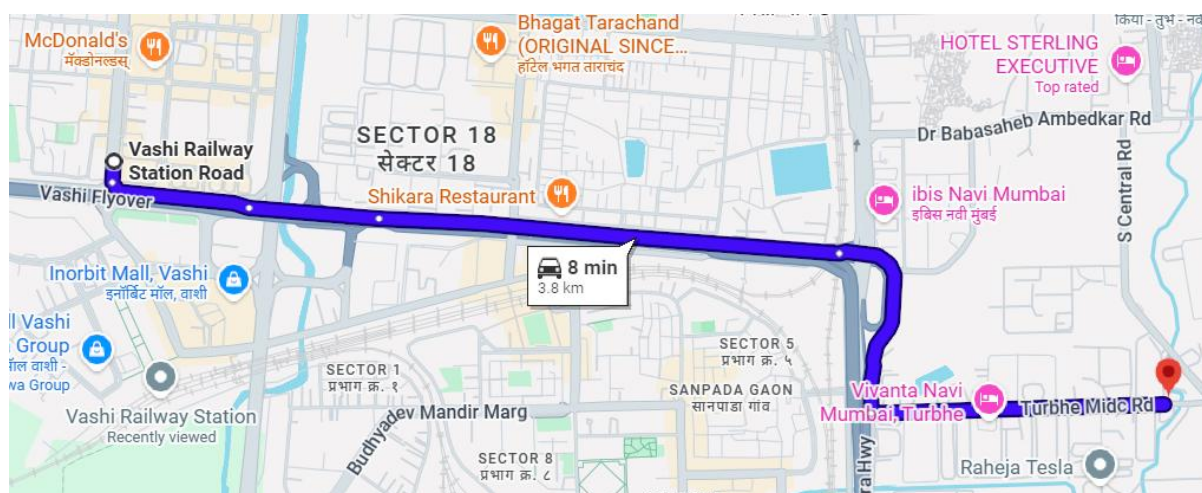 McDonald's
मॅक्डोनल्डस्
Bhagat Tarachand
(ORIGINAL SINCE...
हॉटेल भगत ताराचंद
HOTEL STERLING
EXECUTIVE
Top rated
Dr Babasaheb Ambedkar Rd
S Central Rd
SECTOR 18
सेक्टर 18
Vashi Railway
Station Road
Vashi Flyover
Shikara Restaurant
ibis Navi Mumbai
इबिस नवी मुंबई
8 min
3.8 km
Inorbit Mall, Vashi
इनॉर्बिट मॉल, वाशी
ll Vashi
Group
मॉल वाशी -
wa Group
SECTOR 1
प्रभाग क्र. १
SECTOR 5
प्रभाग क्र. ५
SANPADA GAON
सानपाडा गांव
Vashi Railway Station
Recently viewed
Budhyadev Mandir Marg
SECTOR 8
प्रभाग क्र. ८
Vivanta Navi
Mumbai, Turbhe
Turbhe Midc Rd
ra Hwy
Raheja Tesla